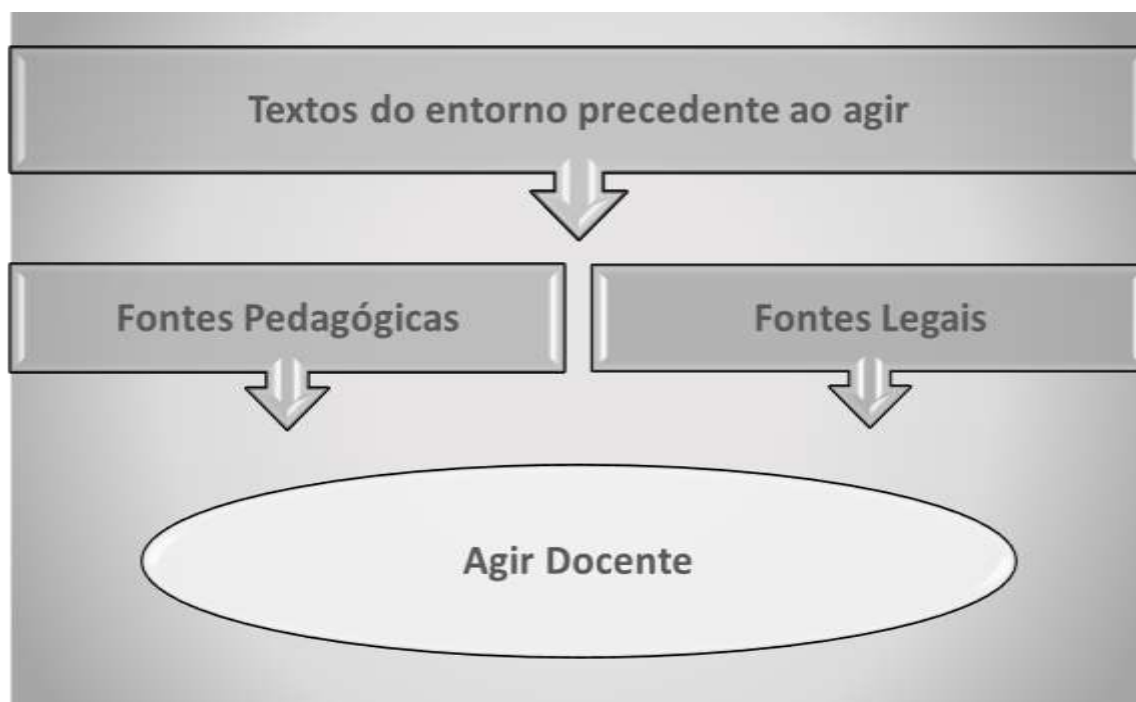 Textos do entorno precedente ao agir
Fontes Pedagógicas
Fontes Legais
Agir Docente